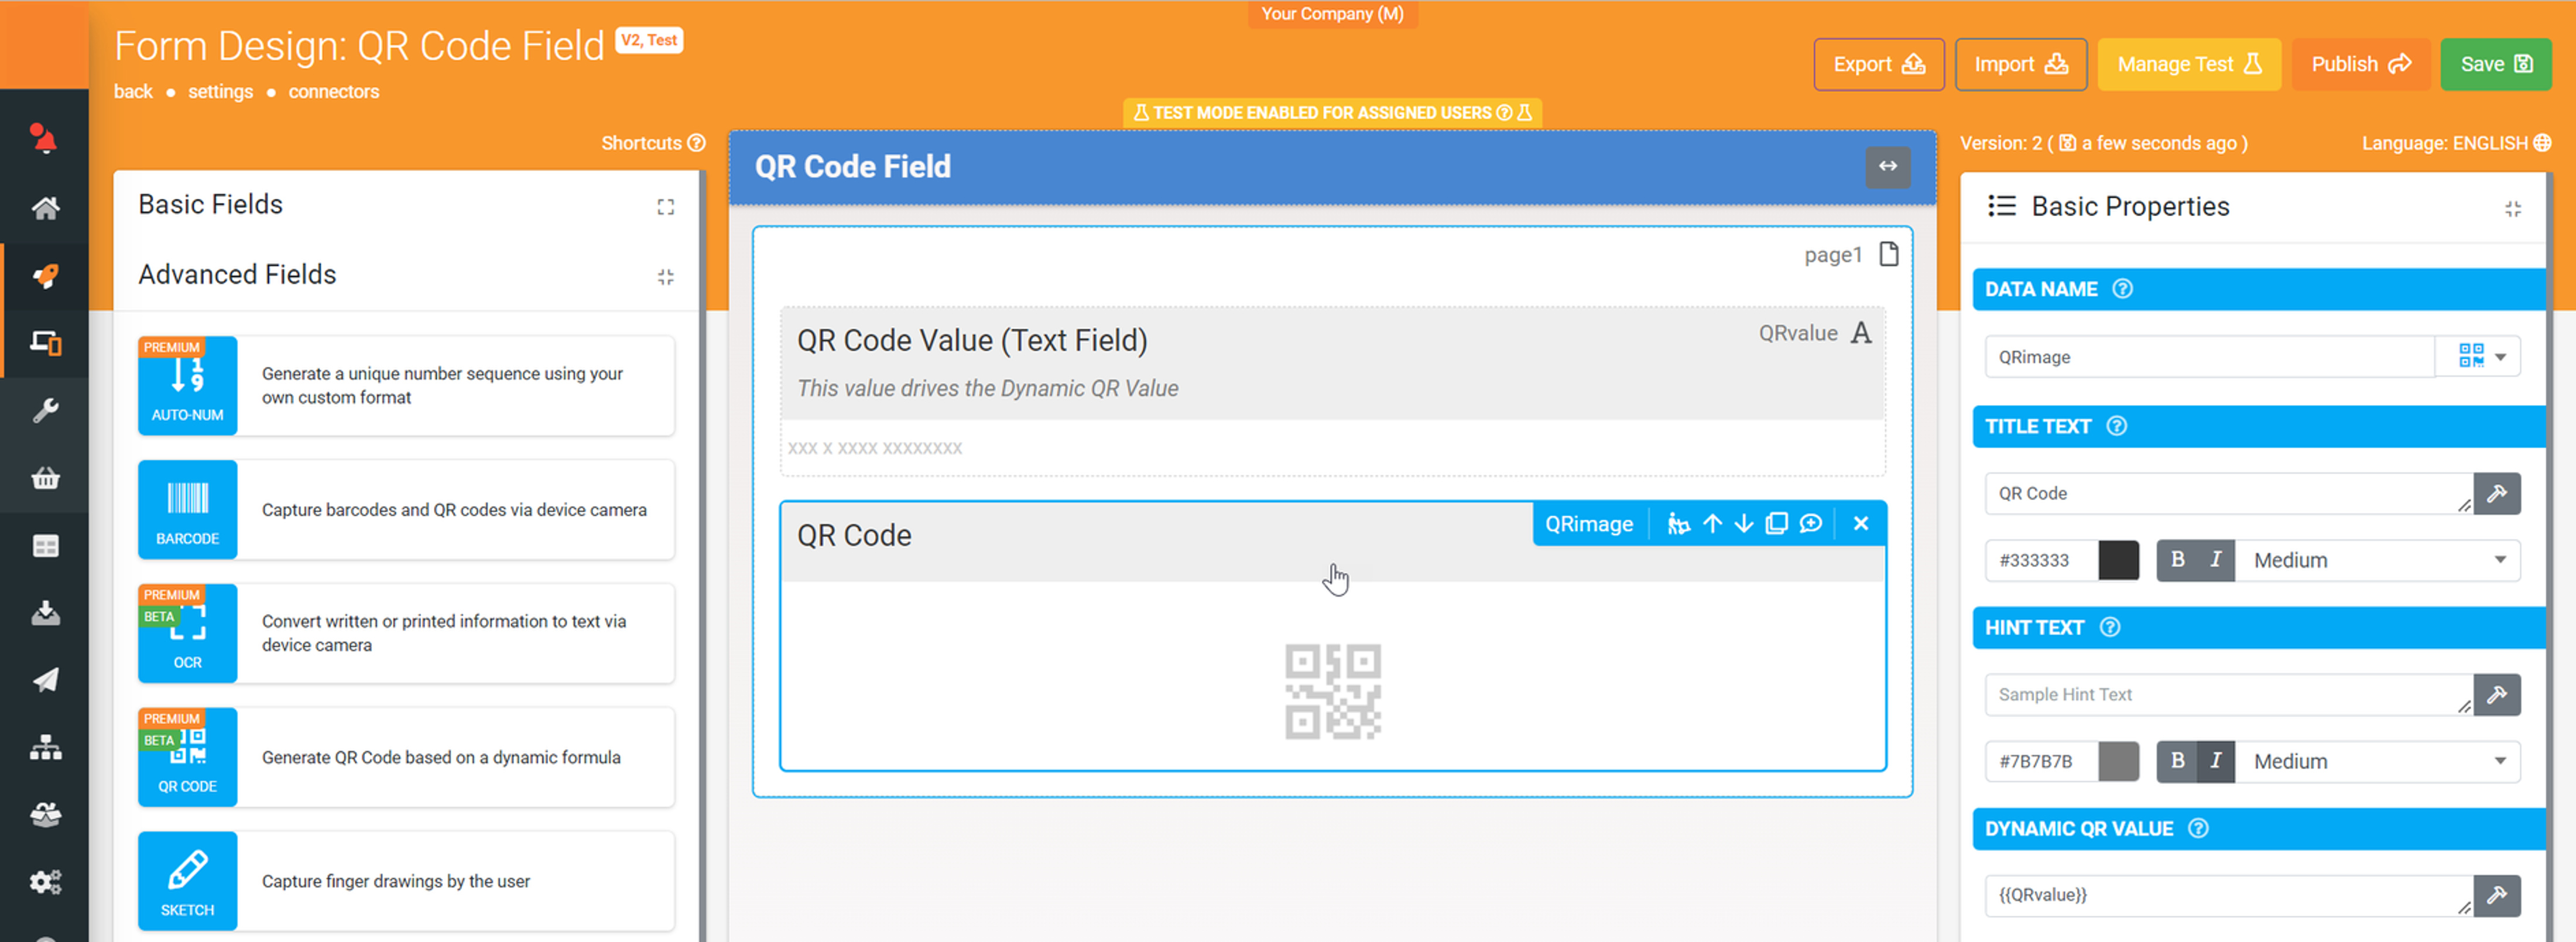 Your Company (M)
Form Design: QR Code Field V2, Test
back • settings • connectors
Export
Import
Manage Test
Publish
Save
TEST MODE ENABLED FOR ASSIGNED USERS
Shortcuts
Basic Fields
Advanced Fields
PREMIUM
AUTO-NUM
Generate a unique number sequence using your
own custom format
BARCODE
Capture barcodes and QR codes via device camera
PREMIUM
BETA
OCR
Convert written or printed information to text via
device camera
PREMIUM
BETA
QR CODE
Generate QR Code based on a dynamic formula
SKETCH
Capture finger drawings by the user
QR Code Field
page1
QR Code Value (Text Field)
QRvalue
This value drives the Dynamic QR Value
XXX X XXXX XXXXXXXX
QR Code
QRimage
Version: 2 ( a few seconds ago )
Language: ENGLISH
Basic Properties
DATA NAME
QRimage
TITLE TEXT
QR Code
#333333
B I
Medium
HINT TEXT
Sample Hint Text
#7B7B7B
B I
Medium
DYNAMIC QR VALUE
{{QRvalue}}